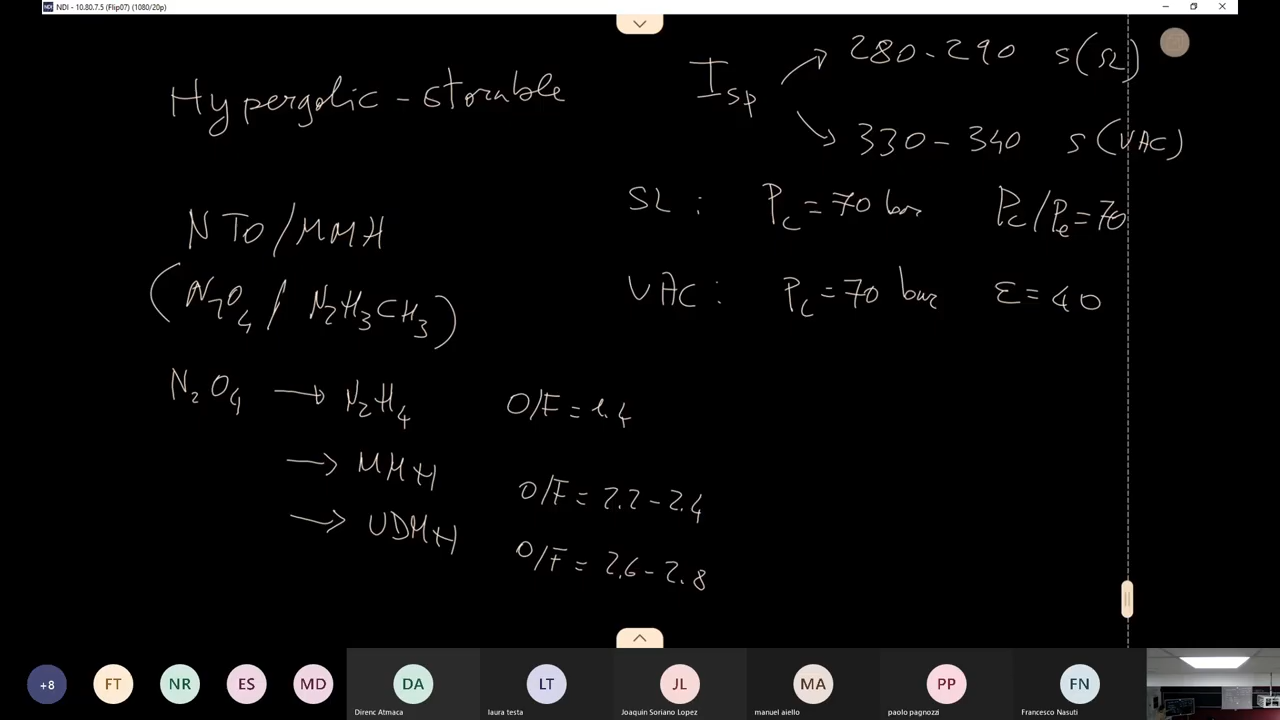 NDI - 10.80.7.5 (Flip07) (1080/20p)
Hypergolic - storable
Isp
280 - 290 s (SL)
330 - 340 s (VAC)
SL : Pc = 70 bar Pc/Pe = 70
VAC : Pc = 70 bar ε = 40
NTO/MMH
(N2O4 / N2H3CH3)
N2O4 → N2H4 O/F = 1.4
→ MMH O/F = 2.2 - 2.4
→ UDMH O/F = 2.6 - 2.8
+8 FT NR ES MD DA LT JL MA PP FN
Direnc Atmaca laura testa Joaquin Soriano Lopez manuel aiello paolo pagnozzi Francesco Nasuti